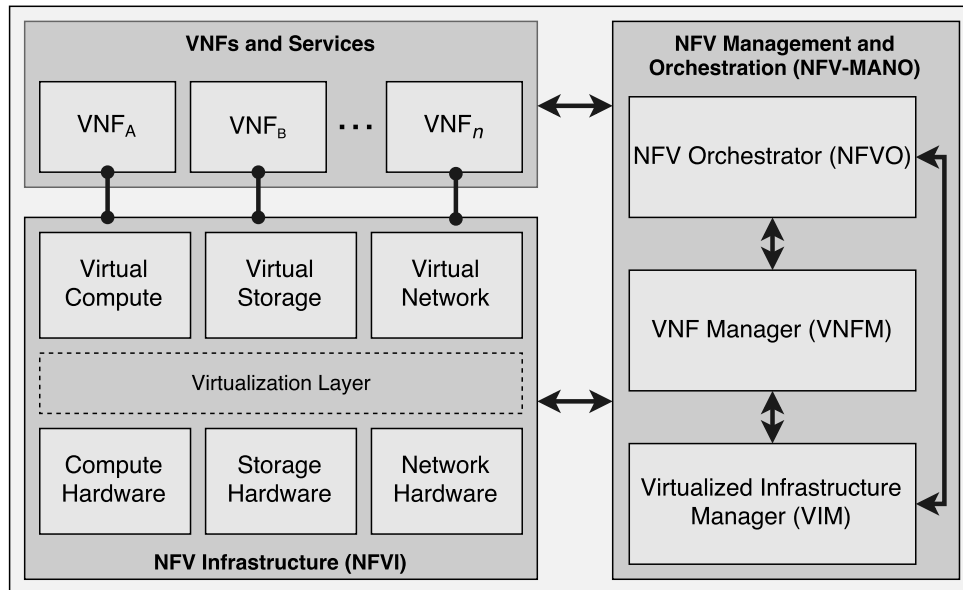 VNFs and Services
VNFA
VNFB
...
VNFn
Virtual
Compute
Virtual
Storage
Virtual
Network
Virtualization Layer
Compute
Hardware
Storage
Hardware
Network
Hardware
NFV Infrastructure (NFVI)
NFV Management and
Orchestration (NFV-MANO)
NFV Orchestrator (NFVO)
VNF Manager (VNFM)
Virtualized Infrastructure
Manager (VIM)